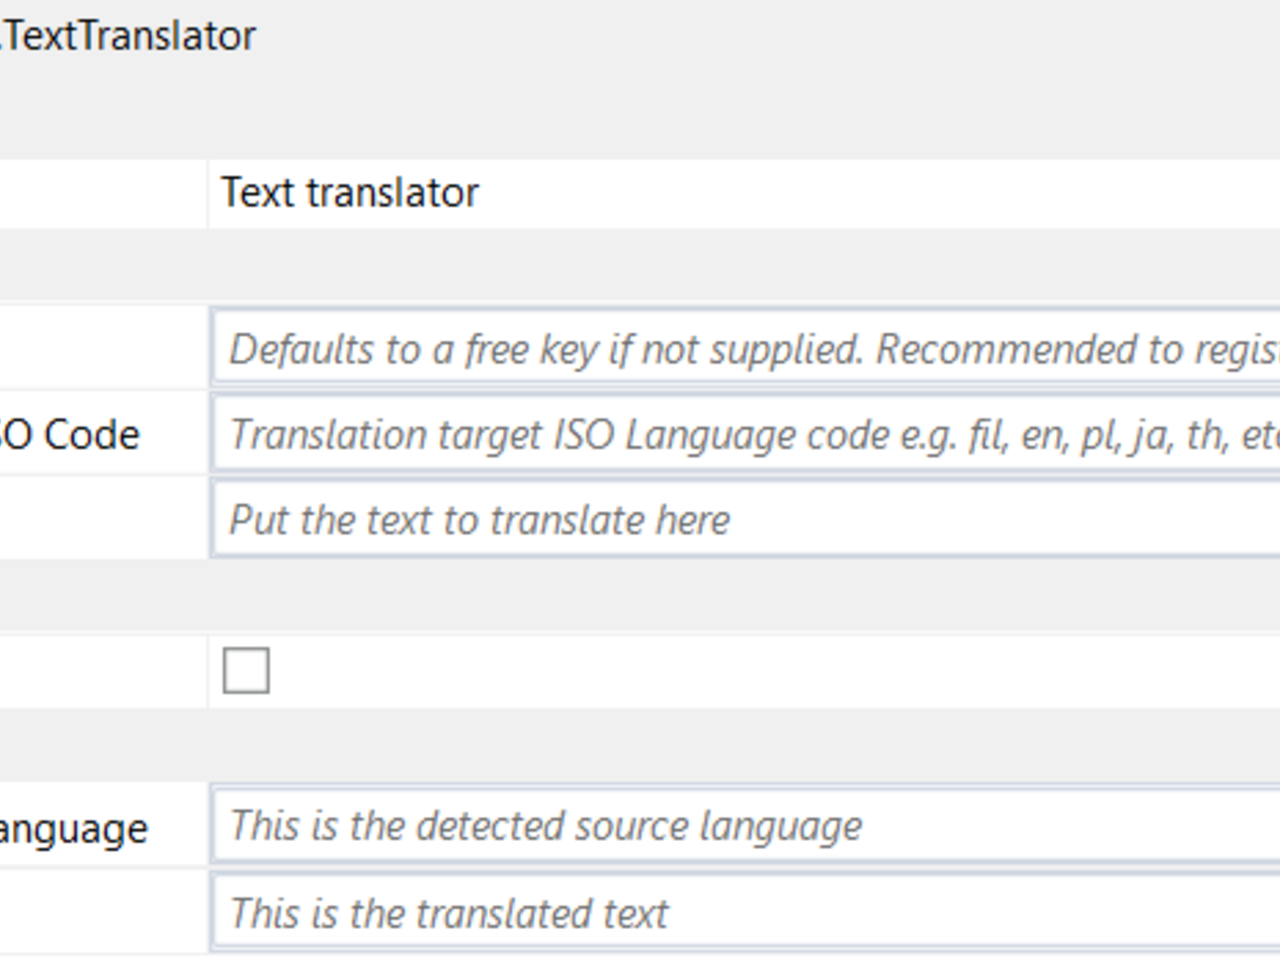 .TextTranslator
Text translator
Defaults to a free key if not supplied. Recommended to regis
SO Code Translation target ISO Language code e.g. fil, en, pl, ja, th, etc
Put the text to translate here
anguage This is the detected source language
This is the translated text